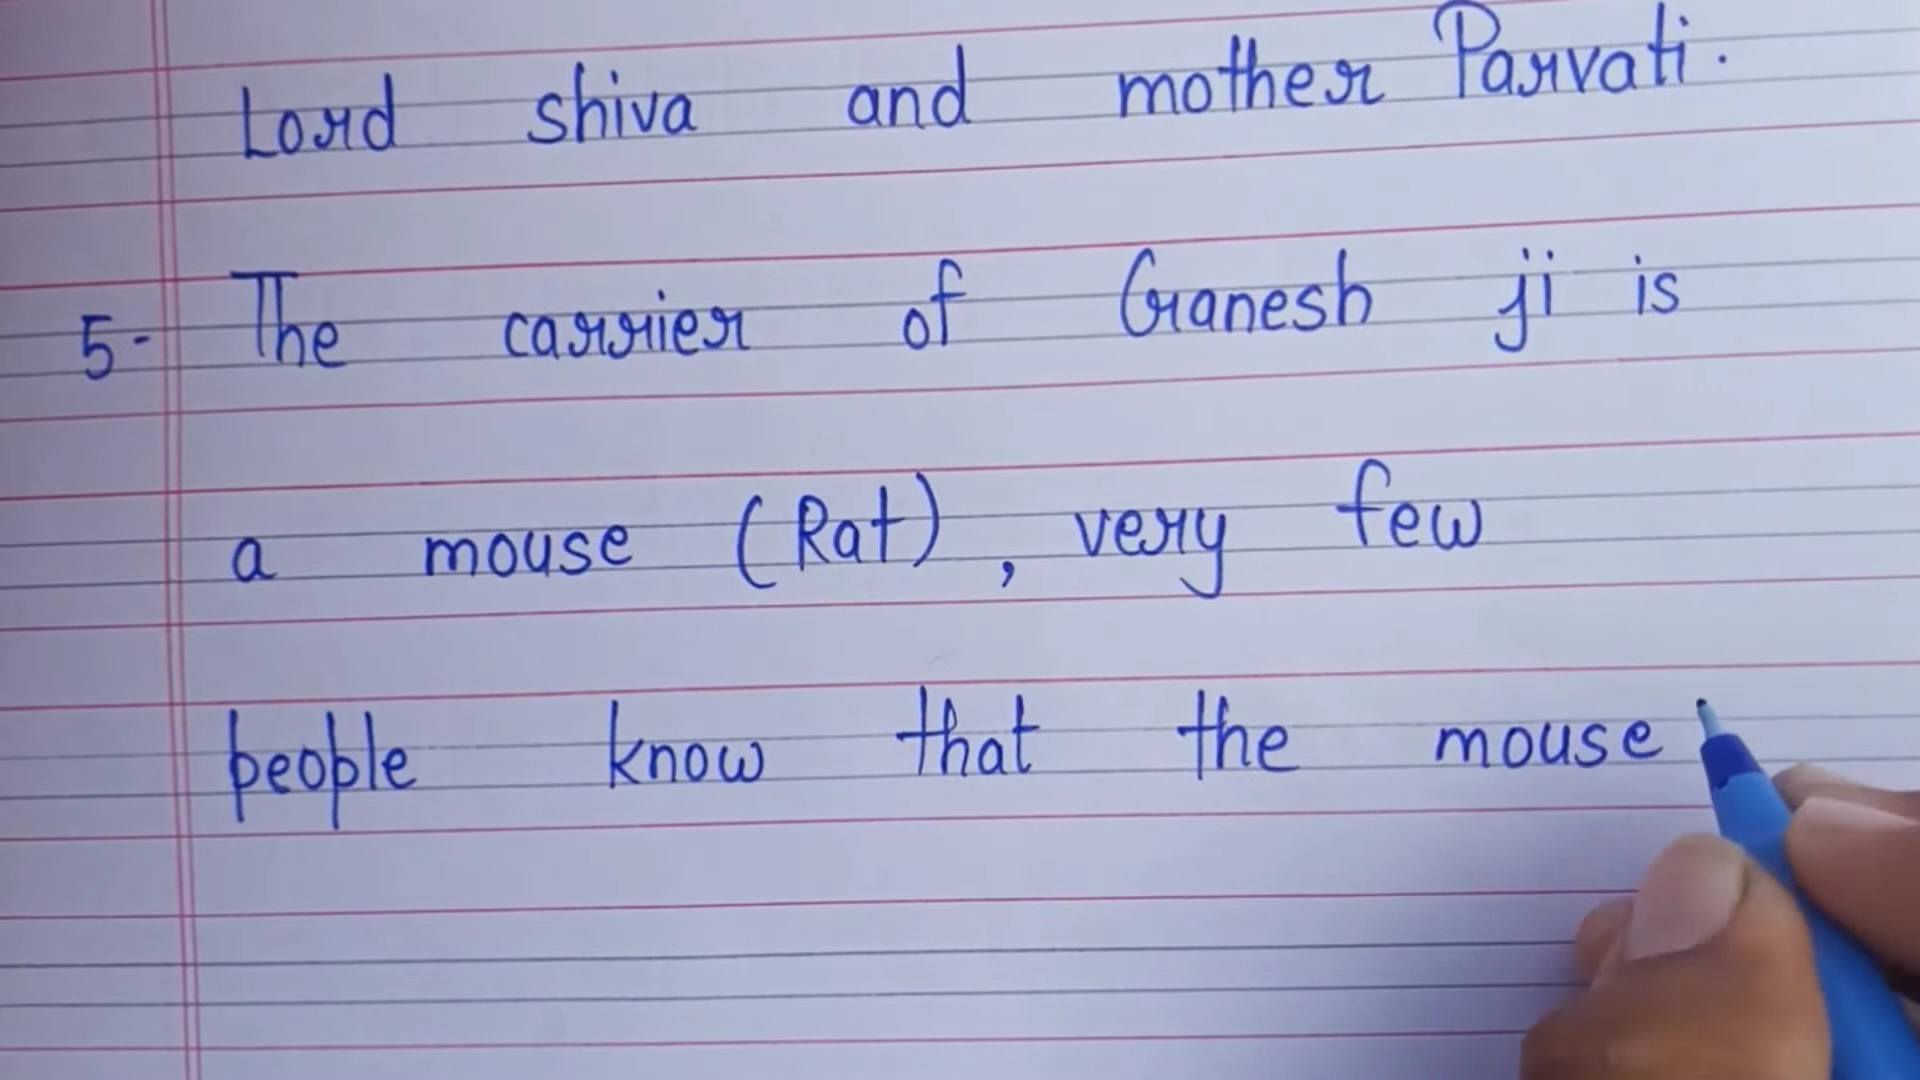 Lord shiva and mother Parvati.
5- The carrier of Ganesh ji is
a mouse (Rat), very few
people know that the mouse